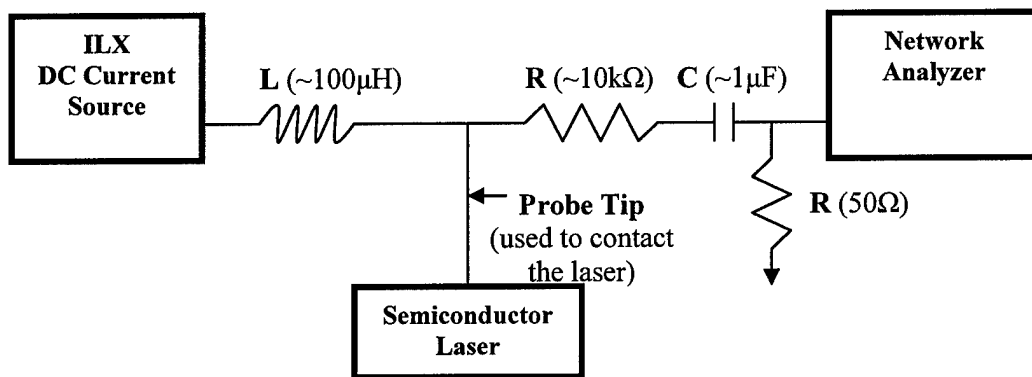 ILX
DC Current
Source
L (~100μH)
R (~10kΩ)
C (~1μF)
Network
Analyzer
R (50Ω)
Probe Tip
(used to contact
the laser)
Semiconductor
Laser